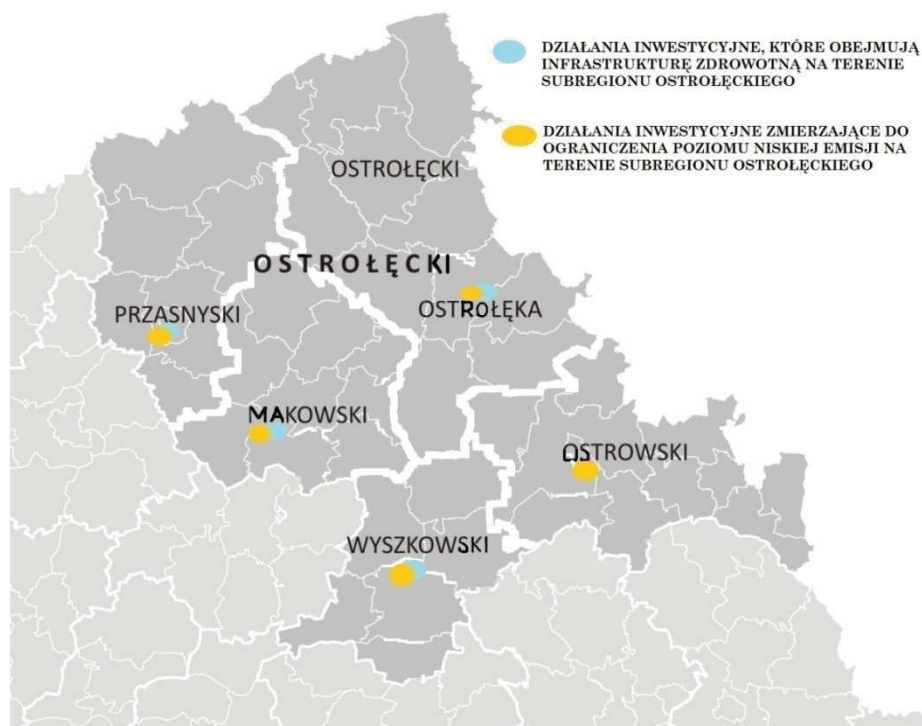 DZIAŁANIA INWESTYCYJNE, KTÓRE OBEJMUJĄ
INFRASTRUKTURĘ ZDROWOTNĄ NA TERENIE
SUBREGIONU OSTROŁĘCKIEGO
DZIAŁANIA INWESTYCYJNE ZMIERZAJĄCE DO
OGRANICZENIA POZIOMU NISKIEJ EMISJI NA
TERENIE SUBREGIONU OSTROŁĘCKIEGO
OSTROŁĘCKI
OSTROŁĘCKI
PRZASNYSKI
OSTROŁĘKA
MAKOWSKI
OSTROWSKI
WYSZKOWSKI